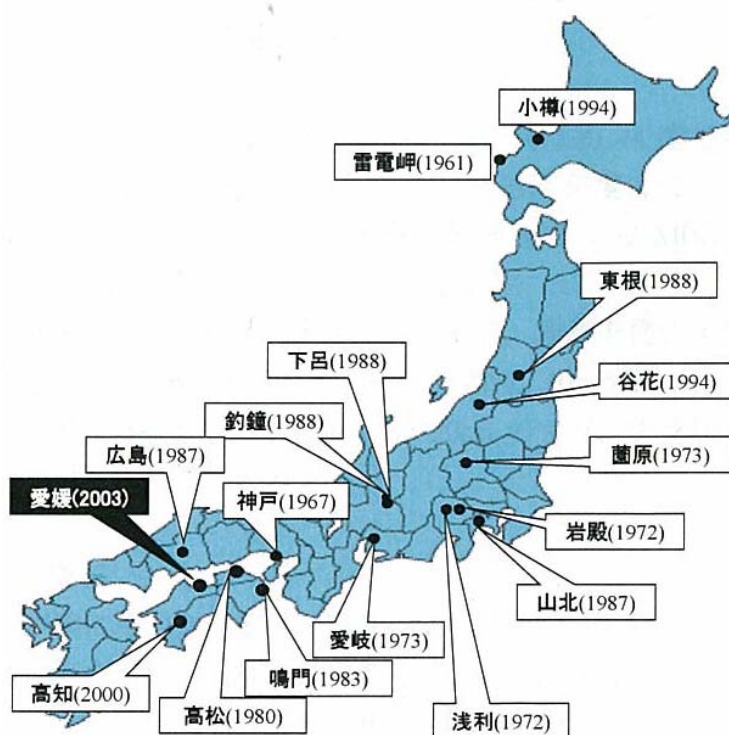 小樽(1994)
雷電岬(1961)
東根(1988)
下呂(1988)
谷花(1994)
釣鐘(1988)
広島(1987)
薗原(1973)
愛媛(2003)
神戸(1967)
岩殿(1972)
山北(1987)
愛岐(1973)
鳴門(1983)
高知(2000)
高松(1980)
浅利(1972)